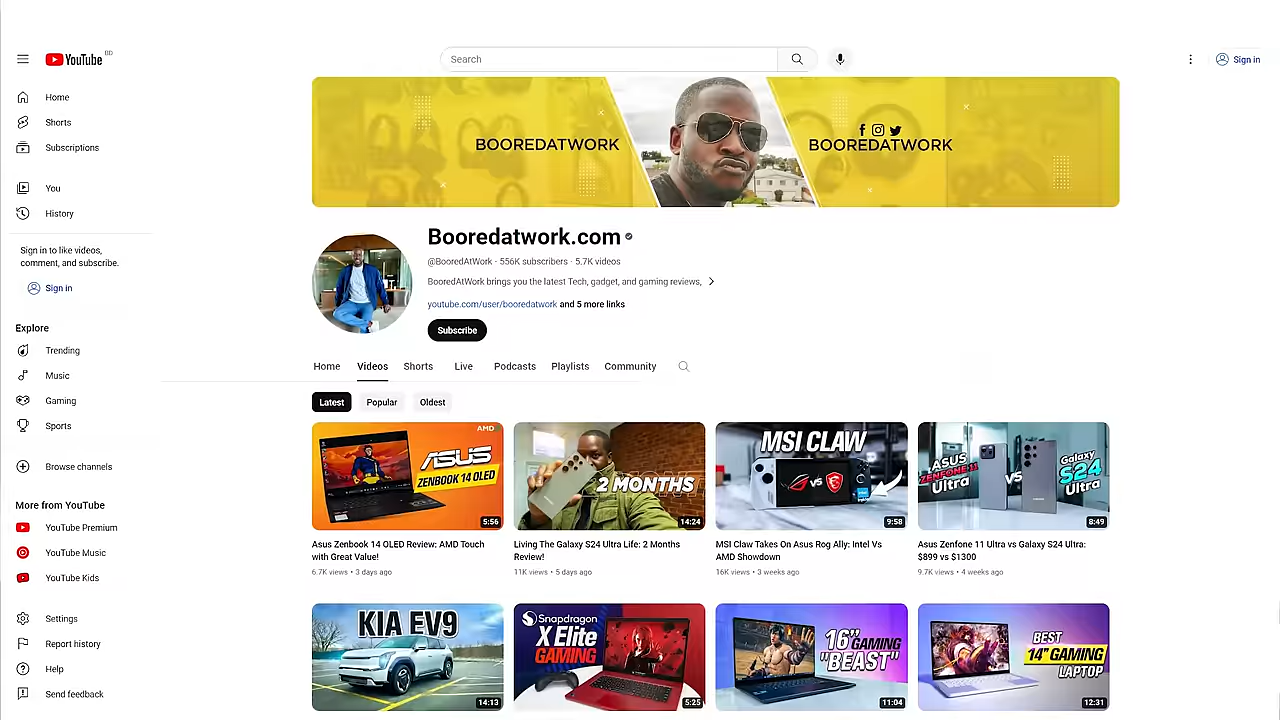 YouTube BD
Search
Sign in
Home
Shorts
Subscriptions
You
History
Sign in to like videos,
comment, and subscribe.
Sign in
Explore
Trending
Music
Gaming
Sports
Browse channels
More from YouTube
YouTube Premium
YouTube Music
YouTube Kids
Settings
Report history
Help
Send feedback
BOOREDATWORK
BOOREDATWORK
Booredatwork.com
@BooredAtWork · 556K subscribers · 5.7K videos
BooredAtWork brings you the latest Tech, gadget, and gaming reviews,
youtube.com/user/booredatwork and 5 more links
Subscribe
Home Videos Shorts Live Podcasts Playlists Community
Latest Popular Oldest
AMD
ASUS
ZENBOOK 14 OLED
5:56
Asus Zenbook 14 OLED Review: AMD Touch
with Great Value!
6.7K views • 3 days ago
2 MONTHS
14:24
Living The Galaxy S24 Ultra Life: 2 Months
Review!
11K views • 5 days ago
MSI CLAW
VS
9:58
MSI Claw Takes On Asus Rog Ally: Intel Vs
AMD Showdown
16K views • 3 weeks ago
ASUS
ZENFONE 11
Ultra
VS
Galaxy
S24
Ultra
8:49
Asus Zenfone 11 Ultra vs Galaxy S24 Ultra:
$899 vs $1300
9.7K views • 4 weeks ago
KIA EV9
14:13
Snapdragon
X Elite
GAMING
5:25
16" GAMING
"BEAST"
11:04
BEST
14" GAMING
LAPTOP
12:31